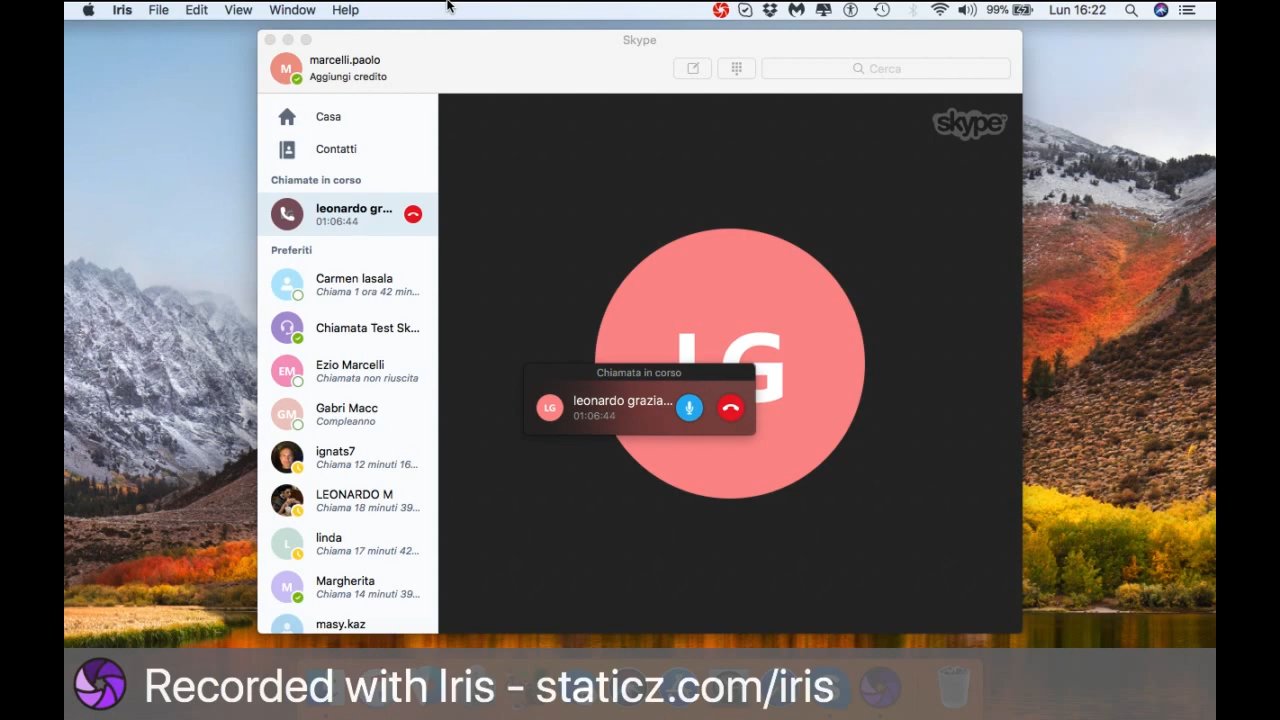 Iris File Edit View Window Help 99% Lun 16:22
Skype
marcelli.paolo
Aggiungi credito
Cerca
Casa
Contatti
Chiamate in corso
leonardo gr...
01:06:44
Preferiti
Carmen Iasala
Chiama 1 ora 42 min...
Chiamata Test Sk...
EM
Ezio Marcelli
Chiamata non riuscita
GM
Gabri Macc
Compleanno
ignats7
Chiama 12 minuti 16...
LEONARDO M
Chiama 18 minuti 39...
L
linda
Chiama 17 minuti 42...
M
Margherita
Chiama 14 minuti 39...
masy.kaz
M
skype
LG
Chiamata in corso
LG
leonardo grazia...
01:06:44
Recorded with Iris - staticz.com/iris